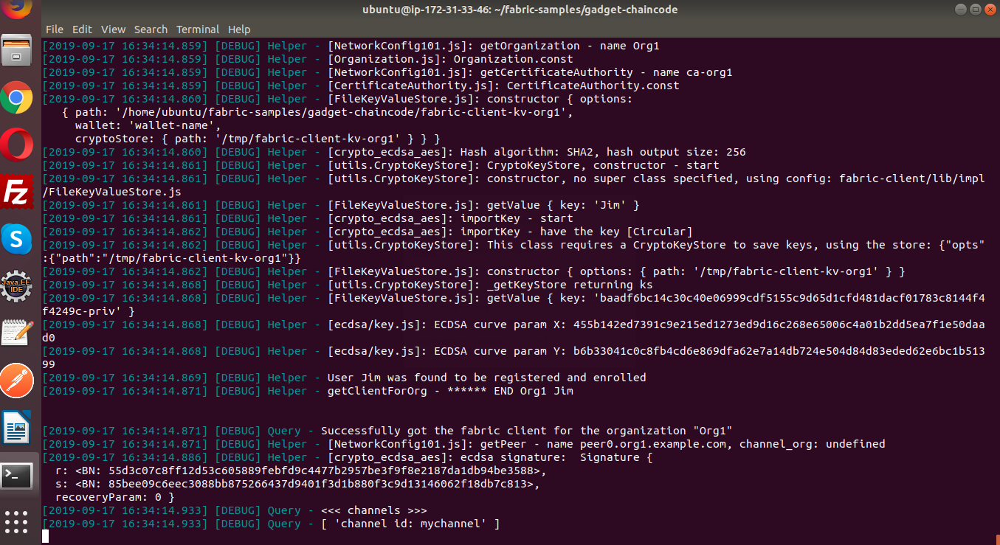 ubuntu@ip-172-31-33-46: ~/fabric-samples/gadget-chaincode
File Edit View Search Terminal Help
[2019-09-17 16:34:14.859] [DEBUG] Helper - [NetworkConfig101.js]: getOrganization - name Org1
[2019-09-17 16:34:14.859] [DEBUG] Helper - [Organization.js]: Organization.const
[2019-09-17 16:34:14.859] [DEBUG] Helper - [NetworkConfig101.js]: getCertificateAuthority - name ca-org1
[2019-09-17 16:34:14.859] [DEBUG] Helper - [CertificateAuthority.js]: CertificateAuthority.const
[2019-09-17 16:34:14.860] [DEBUG] Helper - [FileKeyValueStore.js]: constructor { options:
{ path: '/home/ubuntu/fabric-samples/gadget-chaincode/fabric-client-kv-org1',
wallet: 'wallet-name',
cryptoStore: { path: '/tmp/fabric-client-kv-org1' } } }
[2019-09-17 16:34:14.860] [DEBUG] Helper - [crypto_ecdsa_aes]: Hash algorithm: SHA2, hash output size: 256
[2019-09-17 16:34:14.861] [DEBUG] Helper - [utils.CryptoKeyStore]: CryptoKeyStore, constructor - start
[2019-09-17 16:34:14.861] [DEBUG] Helper - [utils.CryptoKeyStore]: constructor, no super class specified, using config: fabric-client/lib/impl
/FileKeyValueStore.js
[2019-09-17 16:34:14.861] [DEBUG] Helper - [FileKeyValueStore.js]: getValue { key: 'Jim' }
[2019-09-17 16:34:14.861] [DEBUG] Helper - [crypto_ecdsa_aes]: importKey - start
[2019-09-17 16:34:14.862] [DEBUG] Helper - [crypto_ecdsa_aes]: importKey - have the key [Circular]
[2019-09-17 16:34:14.862] [DEBUG] Helper - [utils.CryptoKeyStore]: This class requires a CryptoKeyStore to save keys, using the store: {"opts"
:{"path":"/tmp/fabric-client-kv-org1"}}
[2019-09-17 16:34:14.862] [DEBUG] Helper - [FileKeyValueStore.js]: constructor { options: { path: '/tmp/fabric-client-kv-org1' } }
[2019-09-17 16:34:14.868] [DEBUG] Helper - [utils.CryptoKeyStore]: _getKeyStore returning ks
[2019-09-17 16:34:14.868] [DEBUG] Helper - [FileKeyValueStore.js]: getValue { key: 'baadf6bc14c30c40e06999cdf5155c9d65d1cfd481dacf01783c8144f4
f4249c-priv' }
[2019-09-17 16:34:14.868] [DEBUG] Helper - [ecdsa/key.js]: ECDSA curve param X: 455b142ed7391c9e215ed1273ed9d16c268e65006c4a01b2dd5ea7f1e50daa
d0
[2019-09-17 16:34:14.868] [DEBUG] Helper - [ecdsa/key.js]: ECDSA curve param Y: b6b33041c0c8fb4cd6e869dfa62e7a14db724e504d84d83eded62e6bc1b513
99
[2019-09-17 16:34:14.869] [DEBUG] Helper - User Jim was found to be registered and enrolled
[2019-09-17 16:34:14.871] [DEBUG] Helper - getClientForOrg - ****** END Org1 Jim
[2019-09-17 16:34:14.871] [DEBUG] Query - Successfully got the fabric client for the organization "Org1"
[2019-09-17 16:34:14.871] [DEBUG] Helper - [NetworkConfig101.js]: getPeer - name peer0.org1.example.com, channel_org: undefined
[2019-09-17 16:34:14.886] [DEBUG] Helper - [crypto_ecdsa_aes]: ecdsa signature:  Signature {
r: <BN: 55d3c07c8ff12d53c605889febfd9c4477b2957be3f9f8e2187da1db94be3588>,
s: <BN: 85bee09c6eec3088bb875266437d9401f3d1b880f3c9d13146062f18db7c813>,
recoveryParam: 0 }
[2019-09-17 16:34:14.933] [DEBUG] Query - <<< channels >>>
[2019-09-17 16:34:14.933] [DEBUG] Query - [ 'channel id: mychannel' ]
Fz
S
Java EE
IDE